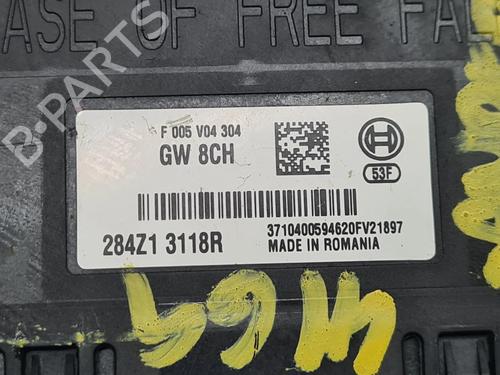 ASE OF FREE FAL
F 005 V04 304
GW 8CH
53F
284Z1 3118R
3710400594620FV21897
MADE IN ROMANIA
B-PARTS